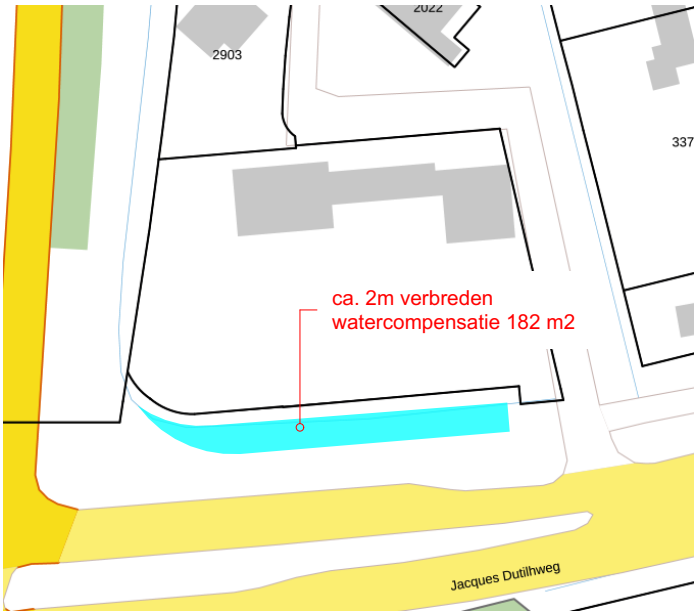 2022
2903
337
ca. 2m verbreden
watercompensatie 182 m2
Jacques Dutilhweg